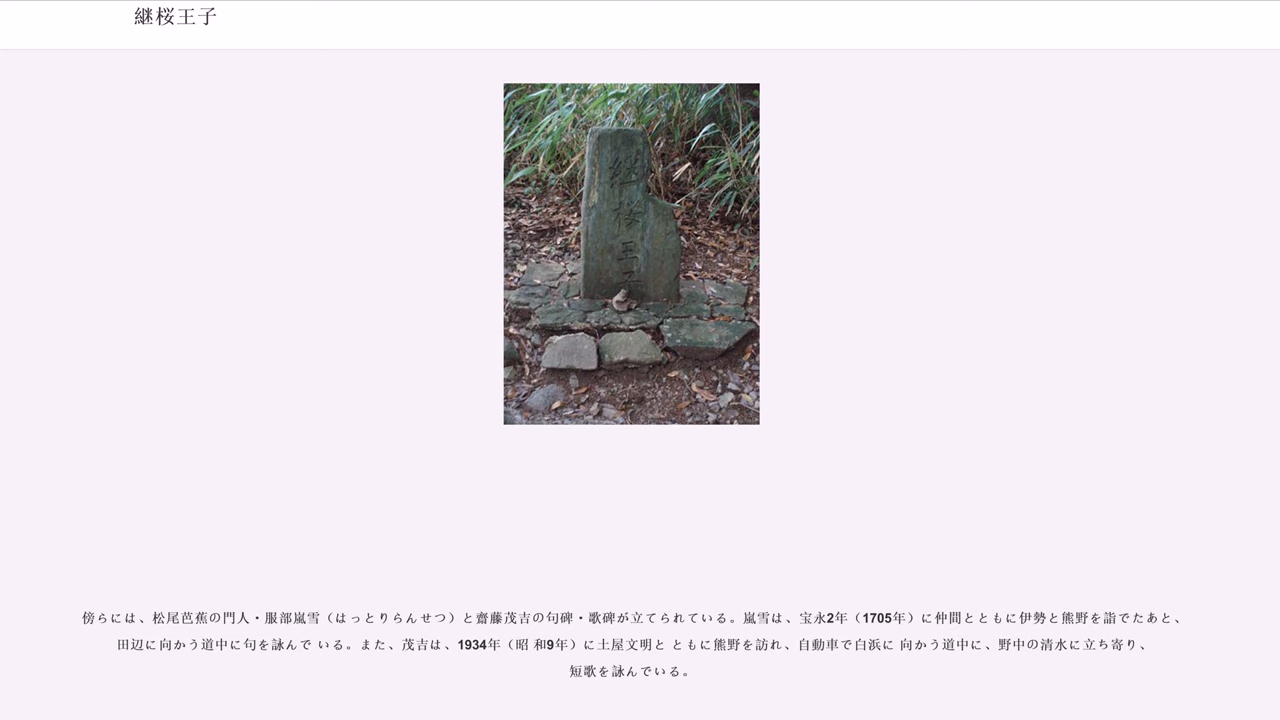 継桜王子
継
桜
王
子
傍らには、松尾芭蕉の門人・服部嵐雪（はっとりらんせつ）と齋藤茂吉の句碑・歌碑が立てられている。嵐雪は、宝永2年（1705年）に仲間とともに伊勢と熊野を詣でたあと、
田辺に向かう道中に句を詠んで いる。また、茂吉は、1934年（昭 和9年）に土屋文明と ともに熊野を訪れ、自動車で白浜に 向かう道中に、野中の清水に立ち寄り、
短歌を詠んでいる。